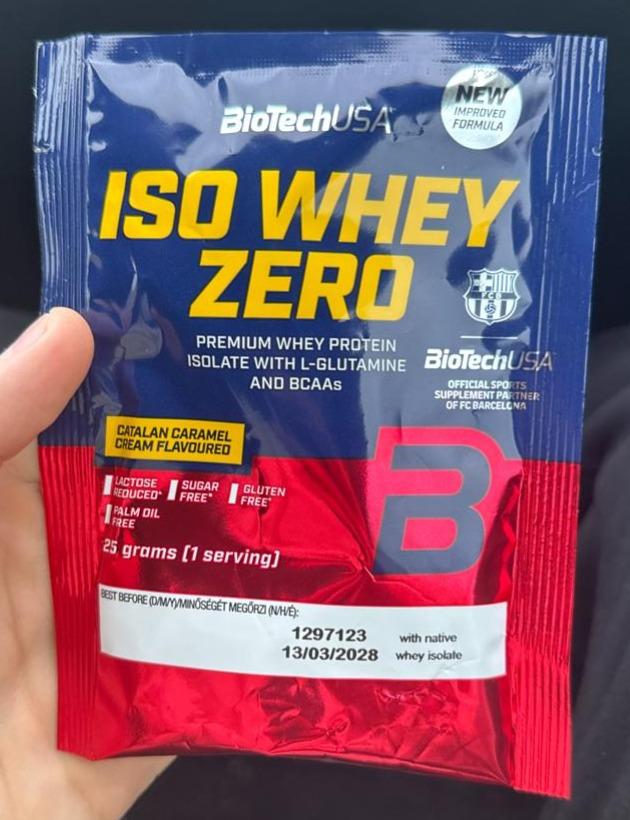 BioTechUSA
NEW
IMPROVED
FORMULA
ISO WHEY
ZERO
PREMIUM WHEY PROTEIN
ISOLATE WITH L-GLUTAMINE
AND BCAAs
FCB
BioTechUSA
OFFICIAL SPORTS
SUPPLEMENT PARTNER
OF FC BARCELONA
CATALAN CARAMEL
CREAM FLAVOURED
LACTOSE
REDUCED*
SUGAR
FREE*
GLUTEN
FREE*
PALM OIL
FREE
25 grams [1 serving]
B
BEST BEFORE (D/M/Y)/MINŐSÉGÉT MEGŐRZI (N/H/É):
1297123
13/03/2028
with native
whey isolate